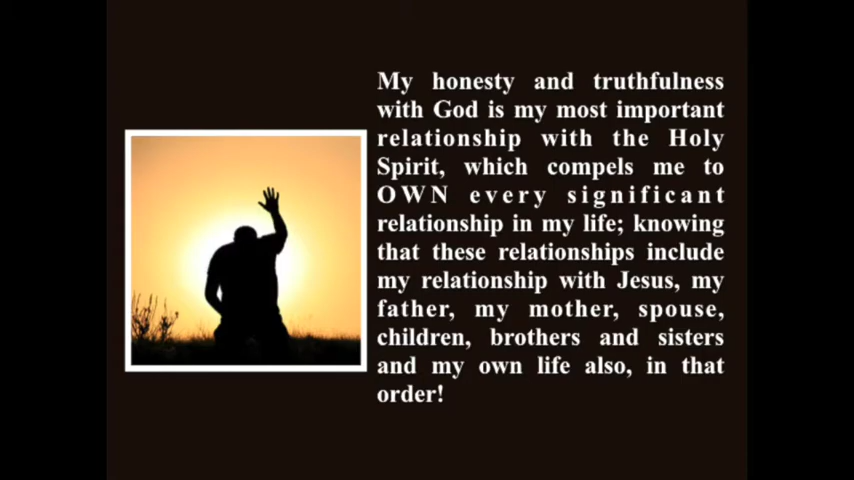 My honesty and truthfulness
with God is my most important
relationship with the Holy
Spirit, which compels me to
OWN every significant
relationship in my life; knowing
that these relationships include
my relationship with Jesus, my
father, my mother, spouse,
children, brothers and sisters
and my own life also, in that
order!